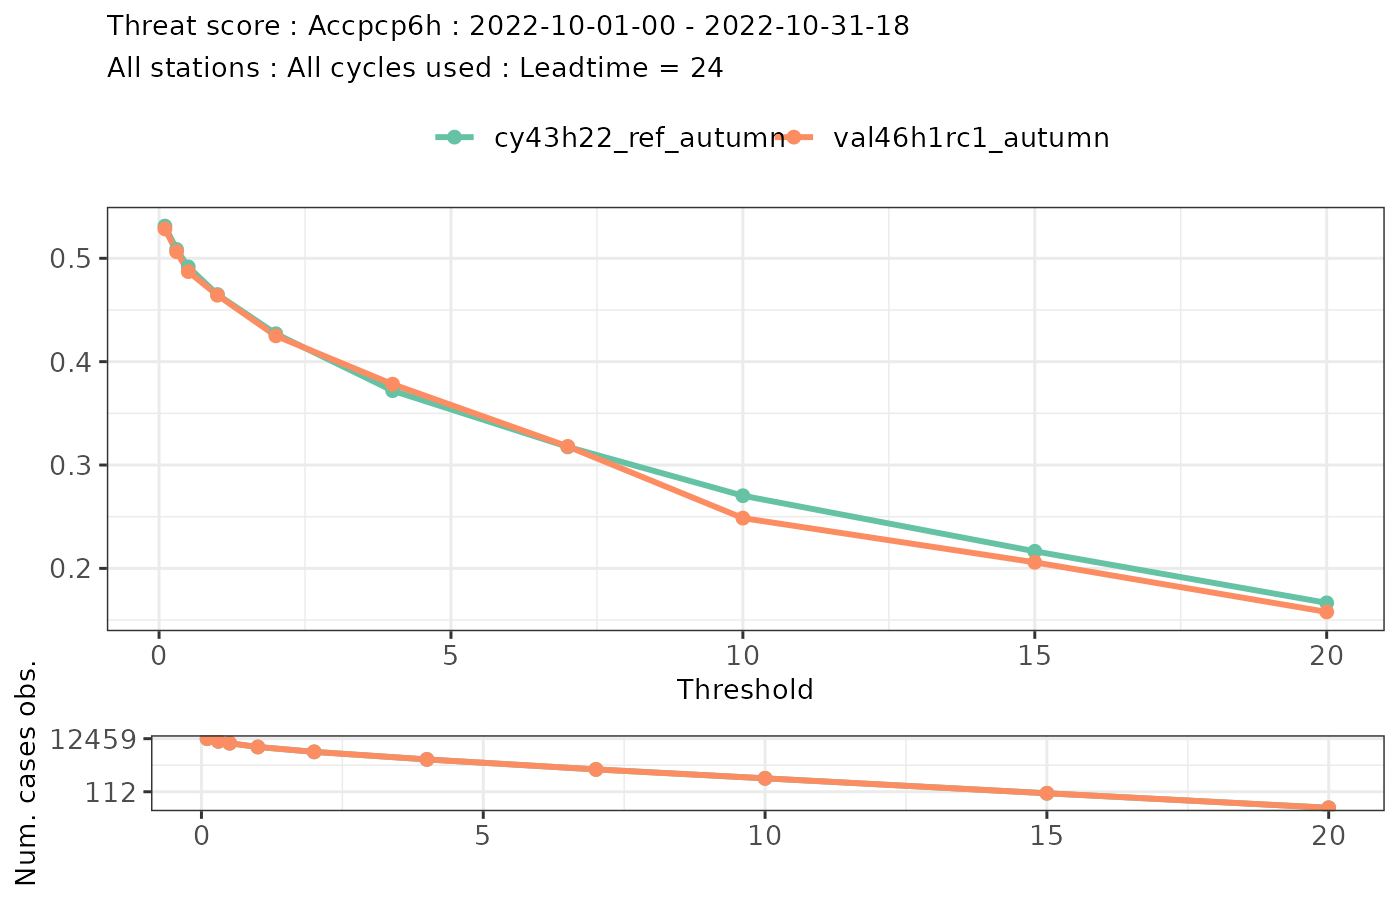 Threat score : Accpcp6h : 2022-10-01-00 - 2022-10-31-18
All stations : All cycles used : Leadtime = 24
cy43h22_ref_autumn val46h1rc1_autumn
0.5
0.4
0.3
0.2
0 5 10 15 20
Threshold
Num. cases obs.
12459
112
0 5 10 15 20